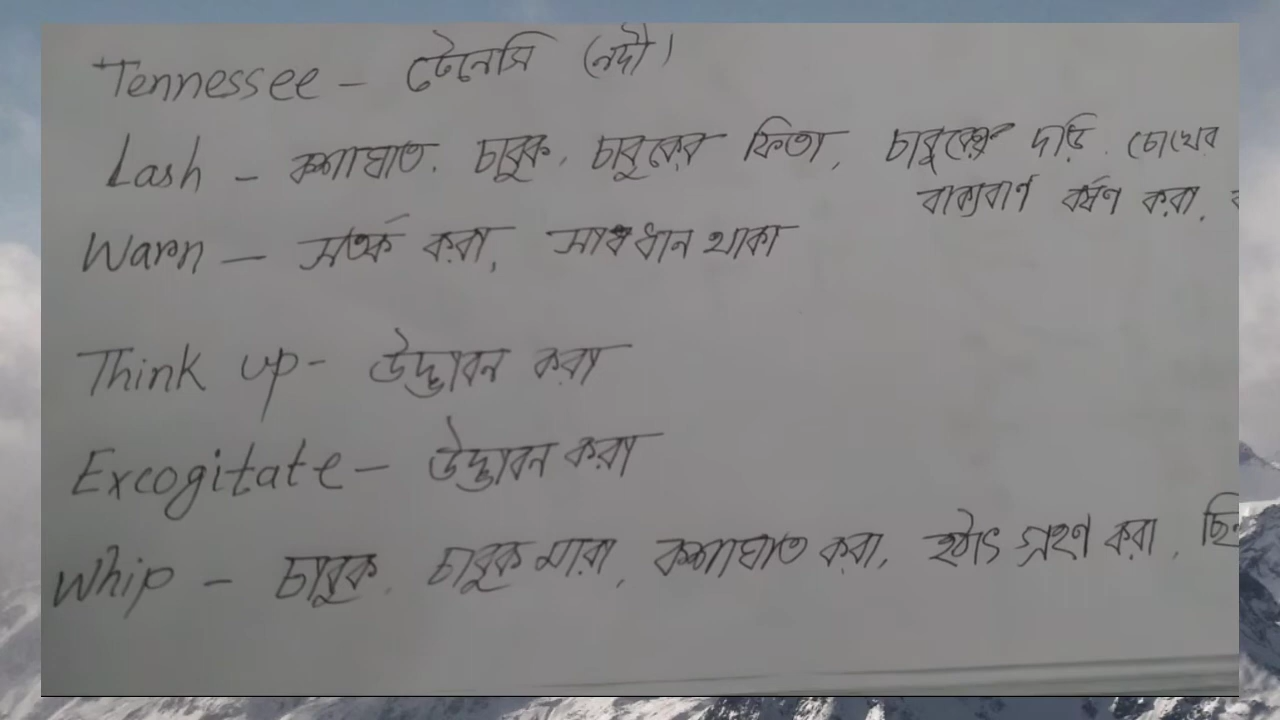 Tennessee – টেনেসি (নদী)
Lash – কশাঘাত. চাবুক, চাবুকের ফিতা, চাবুকের দড়ি. চোখের
বাক্যবাণ বর্ষণ করা,
Warn – সতর্ক করা, সাবধান থাকা
Think up- উদ্ভাবন করা
Excogitate – উদ্ভাবন করা
Whip – চাবুক, চাবুক মারা, কশাঘাত করা, হঠাৎ গ্রহণ করা,